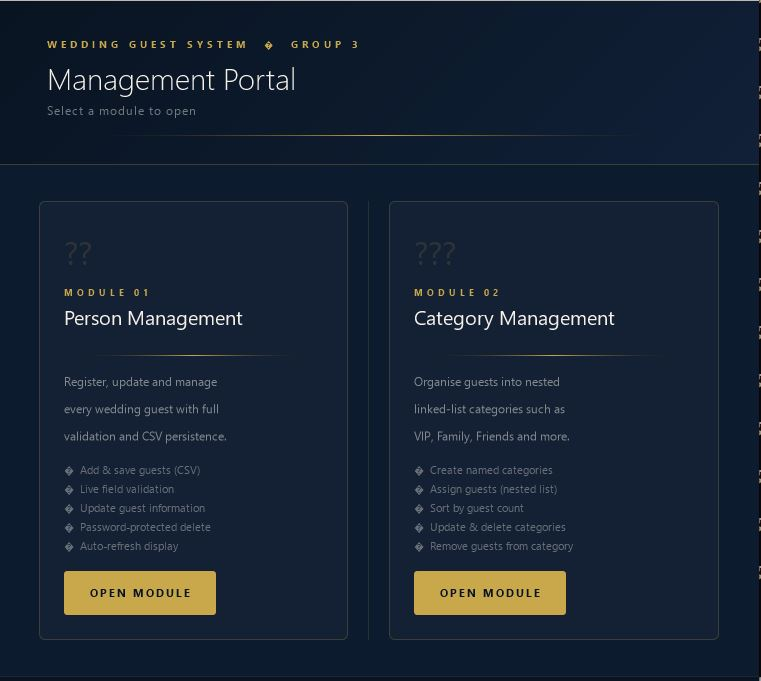 WEDDING GUEST SYSTEM � GROUP 3
Management Portal
Select a module to open
??
MODULE 01
Person Management
Register, update and manage
every wedding guest with full
validation and CSV persistence.
� Add & save guests (CSV)
� Live field validation
� Update guest information
� Password-protected delete
� Auto-refresh display
OPEN MODULE
???
MODULE 02
Category Management
Organise guests into nested
linked-list categories such as
VIP, Family, Friends and more.
� Create named categories
� Assign guests (nested list)
� Sort by guest count
� Update & delete categories
� Remove guests from category
OPEN MODULE